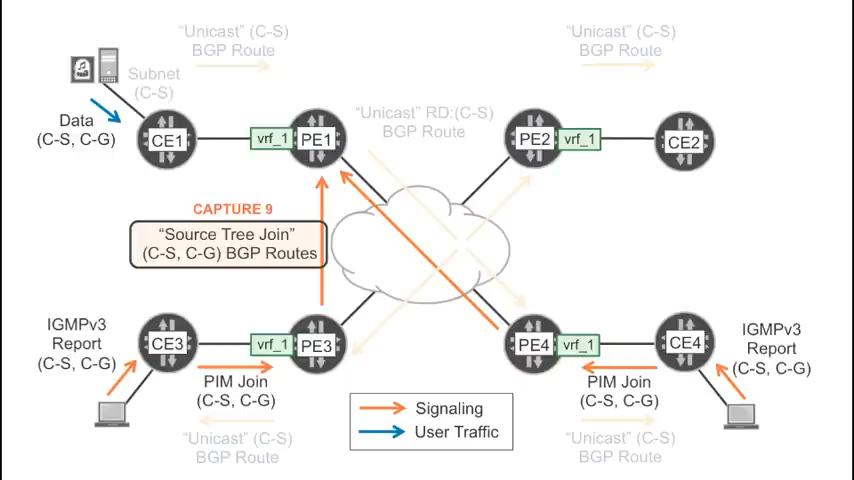 “Unicast” (C-S)
BGP Route
“Unicast” (C-S)
BGP Route
Subnet
(C-S)
Data
(C-S, C-G)
“Unicast” RD:(C-S)
BGP Route
CE1
vrf_1
PE1
PE2
vrf_1
CE2
CAPTURE 9
“Source Tree Join”
(C-S, C-G) BGP Routes
IGMPv3
Report
(C-S, C-G)
CE3
vrf_1
PE3
PE4
vrf_1
CE4
IGMPv3
Report
(C-S, C-G)
PIM Join
(C-S, C-G)
PIM Join
(C-S, C-G)
Signaling
User Traffic
“Unicast” (C-S)
BGP Route
“Unicast” (C-S)
BGP Route